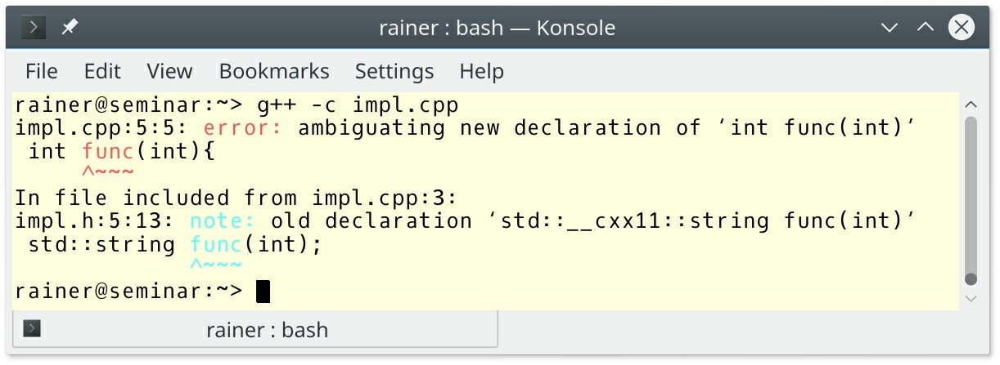 rainer : bash — Konsole
File Edit View Bookmarks Settings Help
rainer@seminar:~> g++ -c impl.cpp
impl.cpp:5:5: error: ambiguating new declaration of ‘int func(int)’
 int func(int){
     ^~~~
In file included from impl.cpp:3:
impl.h:5:13: note: old declaration ‘std::__cxx11::string func(int)’
 std::string func(int);
             ^~~~
rainer@seminar:~>
rainer : bash